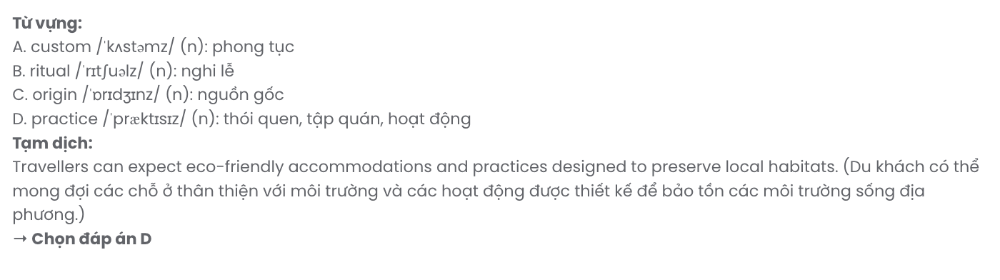 Từ vựng:
A. custom /ˈkʌstəmz/ (n): phong tục
B. ritual /ˈrɪtʃuəlz/ (n): nghi lễ
C. origin /ˈɒrɪdʒɪnz/ (n): nguồn gốc
D. practice /ˈpræktɪsɪz/ (n): thói quen, tập quán, hoạt động
Tạm dịch:
Travellers can expect eco-friendly accommodations and practices designed to preserve local habitats. (Du khách có thể
mong đợi các chỗ ở thân thiện với môi trường và các hoạt động được thiết kế để bảo tồn các môi trường sống địa
phương.)
→ Chọn đáp án D